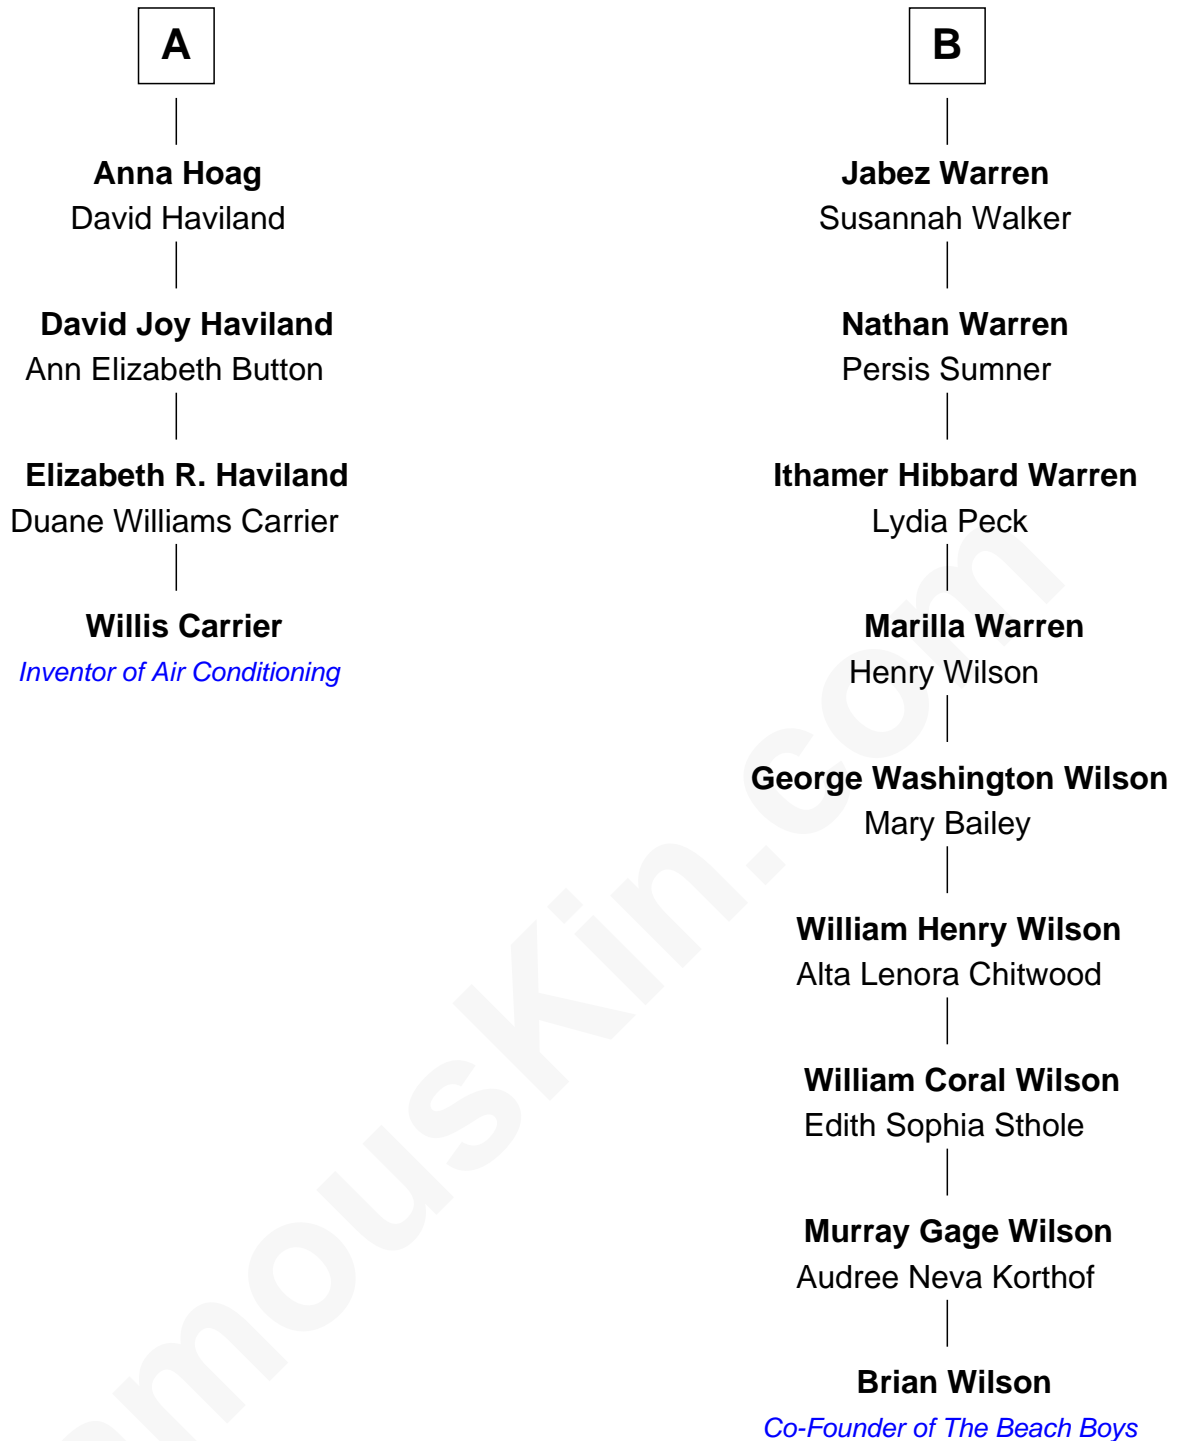 A
Anna Hoag
David Haviland
David Joy Haviland
Ann Elizabeth Button
Elizabeth R. Haviland
Duane Williams Carrier
Willis Carrier
Inventor of Air Conditioning
B
Jabez Warren
Susannah Walker
Nathan Warren
Persis Sumner
Ithamer Hibbard Warren
Lydia Peck
Marilla Warren
Henry Wilson
George Washington Wilson
Mary Bailey
William Henry Wilson
Alta Lenora Chitwood
William Coral Wilson
Edith Sophia Sthole
Murray Gage Wilson
Audree Neva Korthof
Brian Wilson
Co-Founder of The Beach Boys
amouskin.com